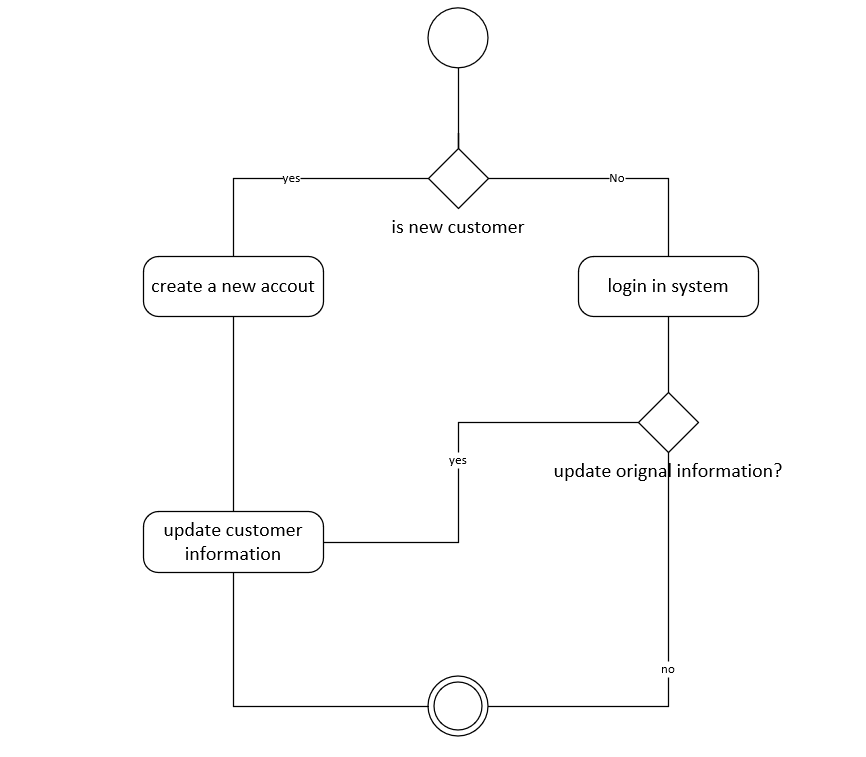 yes
No
is new customer
create a new accout
login in system
yes
update orignal information?
update customer
information
no